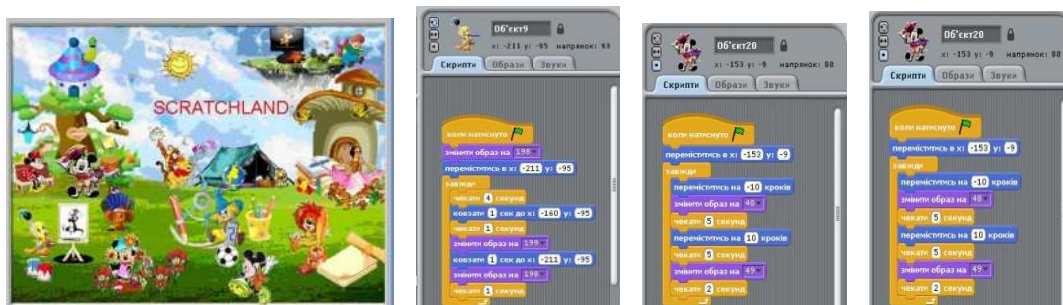 SCRATCHLAND
Об'єкт9
x: -211 y: -95 напрямок: 93
Скрипти Образи Звуки
коли натиснуто
змінити образ на 198
переміститись в x: -211 y: -95
завжди
чекати 4 секунд
ковзати 1 сек до x: -160 y: -95
чекати 1 секунд
змінити образ на 199
ковзати 1 сек до x: -211 y: -95
змінити образ на 198
чекати 1 секунд
Об'єкт20
x: -153 y: -9 напрямок: 88
Скрипти Образи Звуки
коли натиснуто
переміститись в x: -153 y: -9
завжди
переміститись на -10 кроків
змінити образ на 48
чекати 5 секунд
переміститись на 10 кроків
чекати 5 секунд
змінити образ на 49
чекати 2 секунд
Об'єкт20
x: -153 y: -9 напрямок: 88
Скрипти Образи Звуки
коли натиснуто
переміститись в x: -153 y: -9
завжди
переміститись на -10 кроків
змінити образ на 48
чекати 5 секунд
переміститись на 10 кроків
чекати 5 секунд
змінити образ на 49
чекати 2 секунд